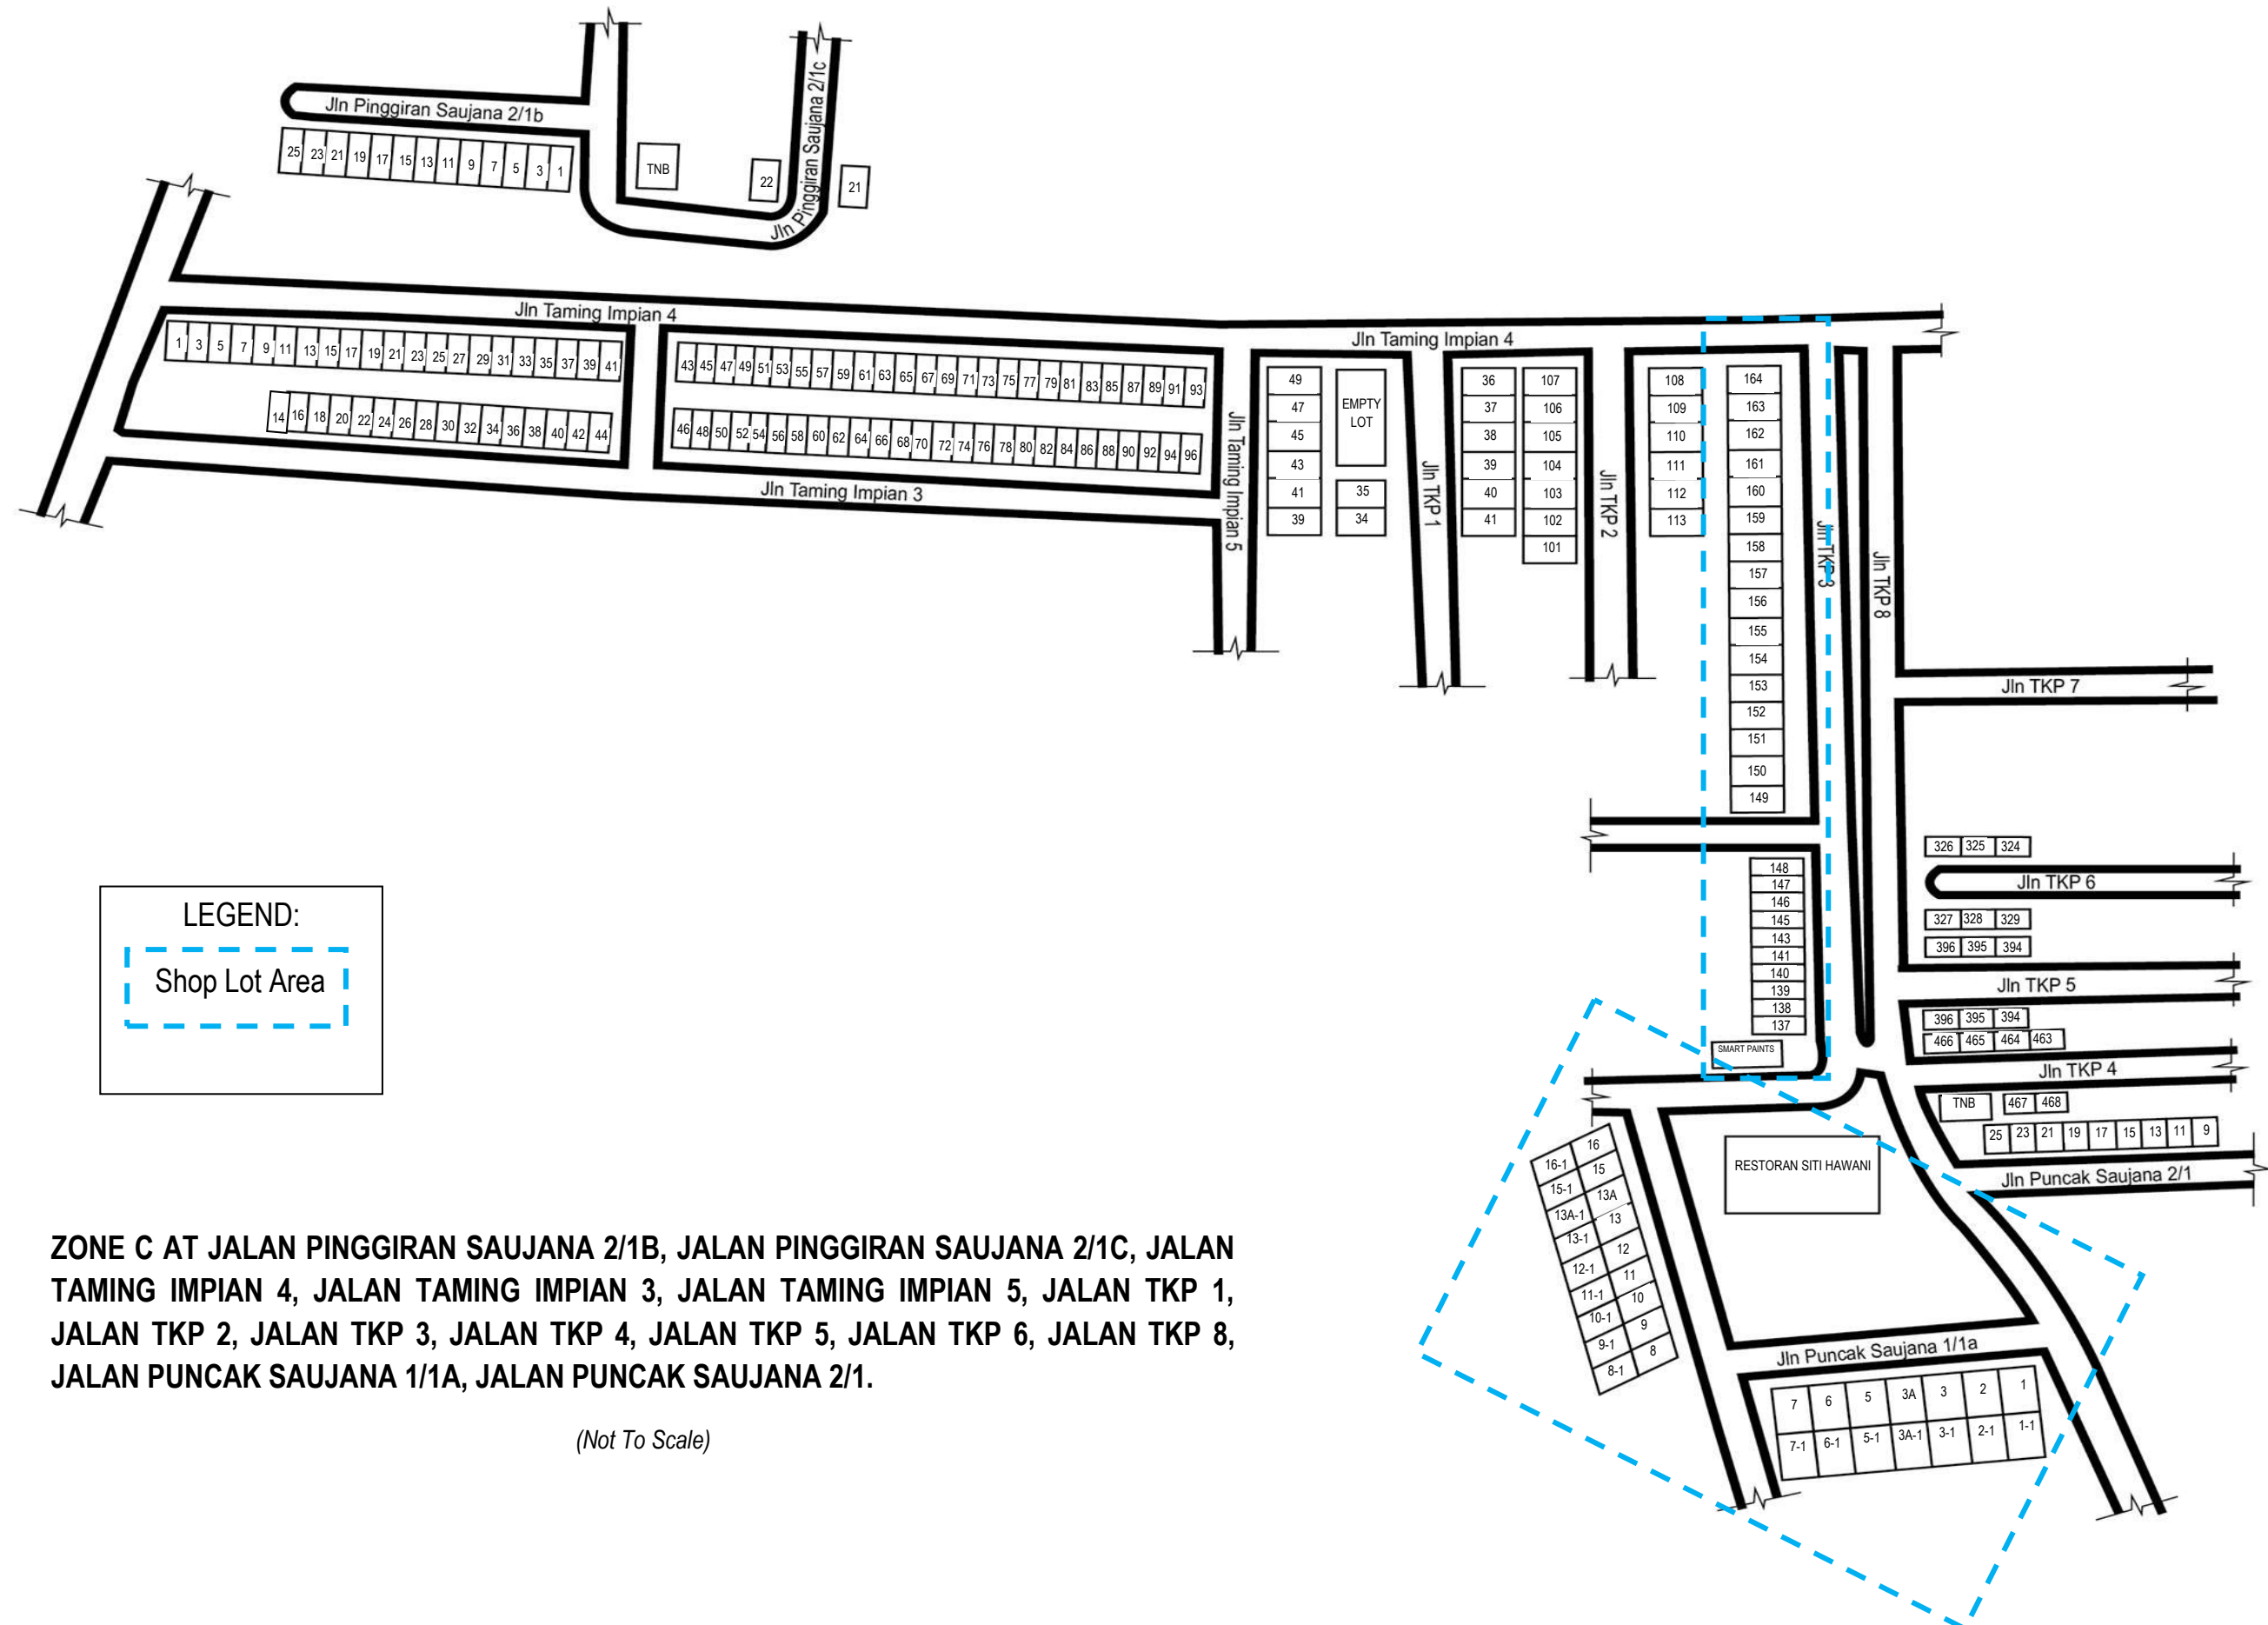 Jln Pinggiran Saujana 2/1b
25 23 21 19 17 15 13 11 9 7 5 3 1
TNB
22
Jln Pinggiran Saujana 2/1c
21
Jln Taming Impian 4
1 3 5 7 9 11 13 15 17 19 21 23 25 27 29 31 33 35 37 39 41
14 16 18 20 22 24 26 28 30 32 34 36 38 40 42 44
43 45 47 49 51 53 55 57 59 61 63 65 67 69 71 73 75 77 79 81 83 85 87 89 91 93
46 48 50 52 54 56 58 60 62 64 66 68 70 72 74 76 78 80 82 84 86 88 90 92 94 96
Jln Taming Impian 3
Jln Taming Impian 4
Jln Taming Impian 5
49
47
45
43
41
39
EMPTY
LOT
35
34
Jln TKP 1
36
37
38
39
40
41
107
106
105
104
103
102
101
Jln TKP 2
108
109
110
111
112
113
164
163
162
161
160
159
158
157
156
155
154
153
152
151
150
149
Jln TKP 3
Jln TKP 8
Jln TKP 7
148
147
146
145
143
141
140
139
138
137
SMART PAINTS
326 325 324
Jln TKP 6
327 328 329
396 395 394
Jln TKP 5
396 395 394
466 465 464 463
Jln TKP 4
TNB
467 468
25 23 21 19 17 15 13 11 9
Jln Puncak Saujana 2/1
RESTORAN SITI HAWANI
16-1 16
15-1 15
13A-1 13A
13-1 13
12-1 12
11-1 11
10-1 10
9-1 9
8-1 8
Jln Puncak Saujana 1/1a
7 6 5 3A 3 2 1
7-1 6-1 5-1 3A-1 3-1 2-1 1-1
LEGEND:
Shop Lot Area
ZONE C AT JALAN PINGGIRAN SAUJANA 2/1B, JALAN PINGGIRAN SAUJANA 2/1C, JALAN
TAMING IMPIAN 4, JALAN TAMING IMPIAN 3, JALAN TAMING IMPIAN 5, JALAN TKP 1,
JALAN TKP 2, JALAN TKP 3, JALAN TKP 4, JALAN TKP 5, JALAN TKP 6, JALAN TKP 8,
JALAN PUNCAK SAUJANA 1/1A, JALAN PUNCAK SAUJANA 2/1.
(Not To Scale)